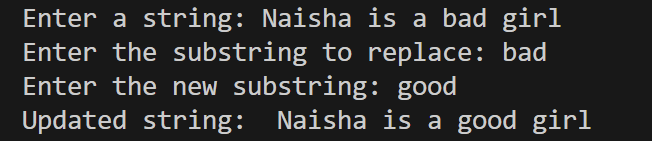 Enter a string: Naisha is a bad girl
Enter the substring to replace: bad
Enter the new substring: good
Updated string:  Naisha is a good girl